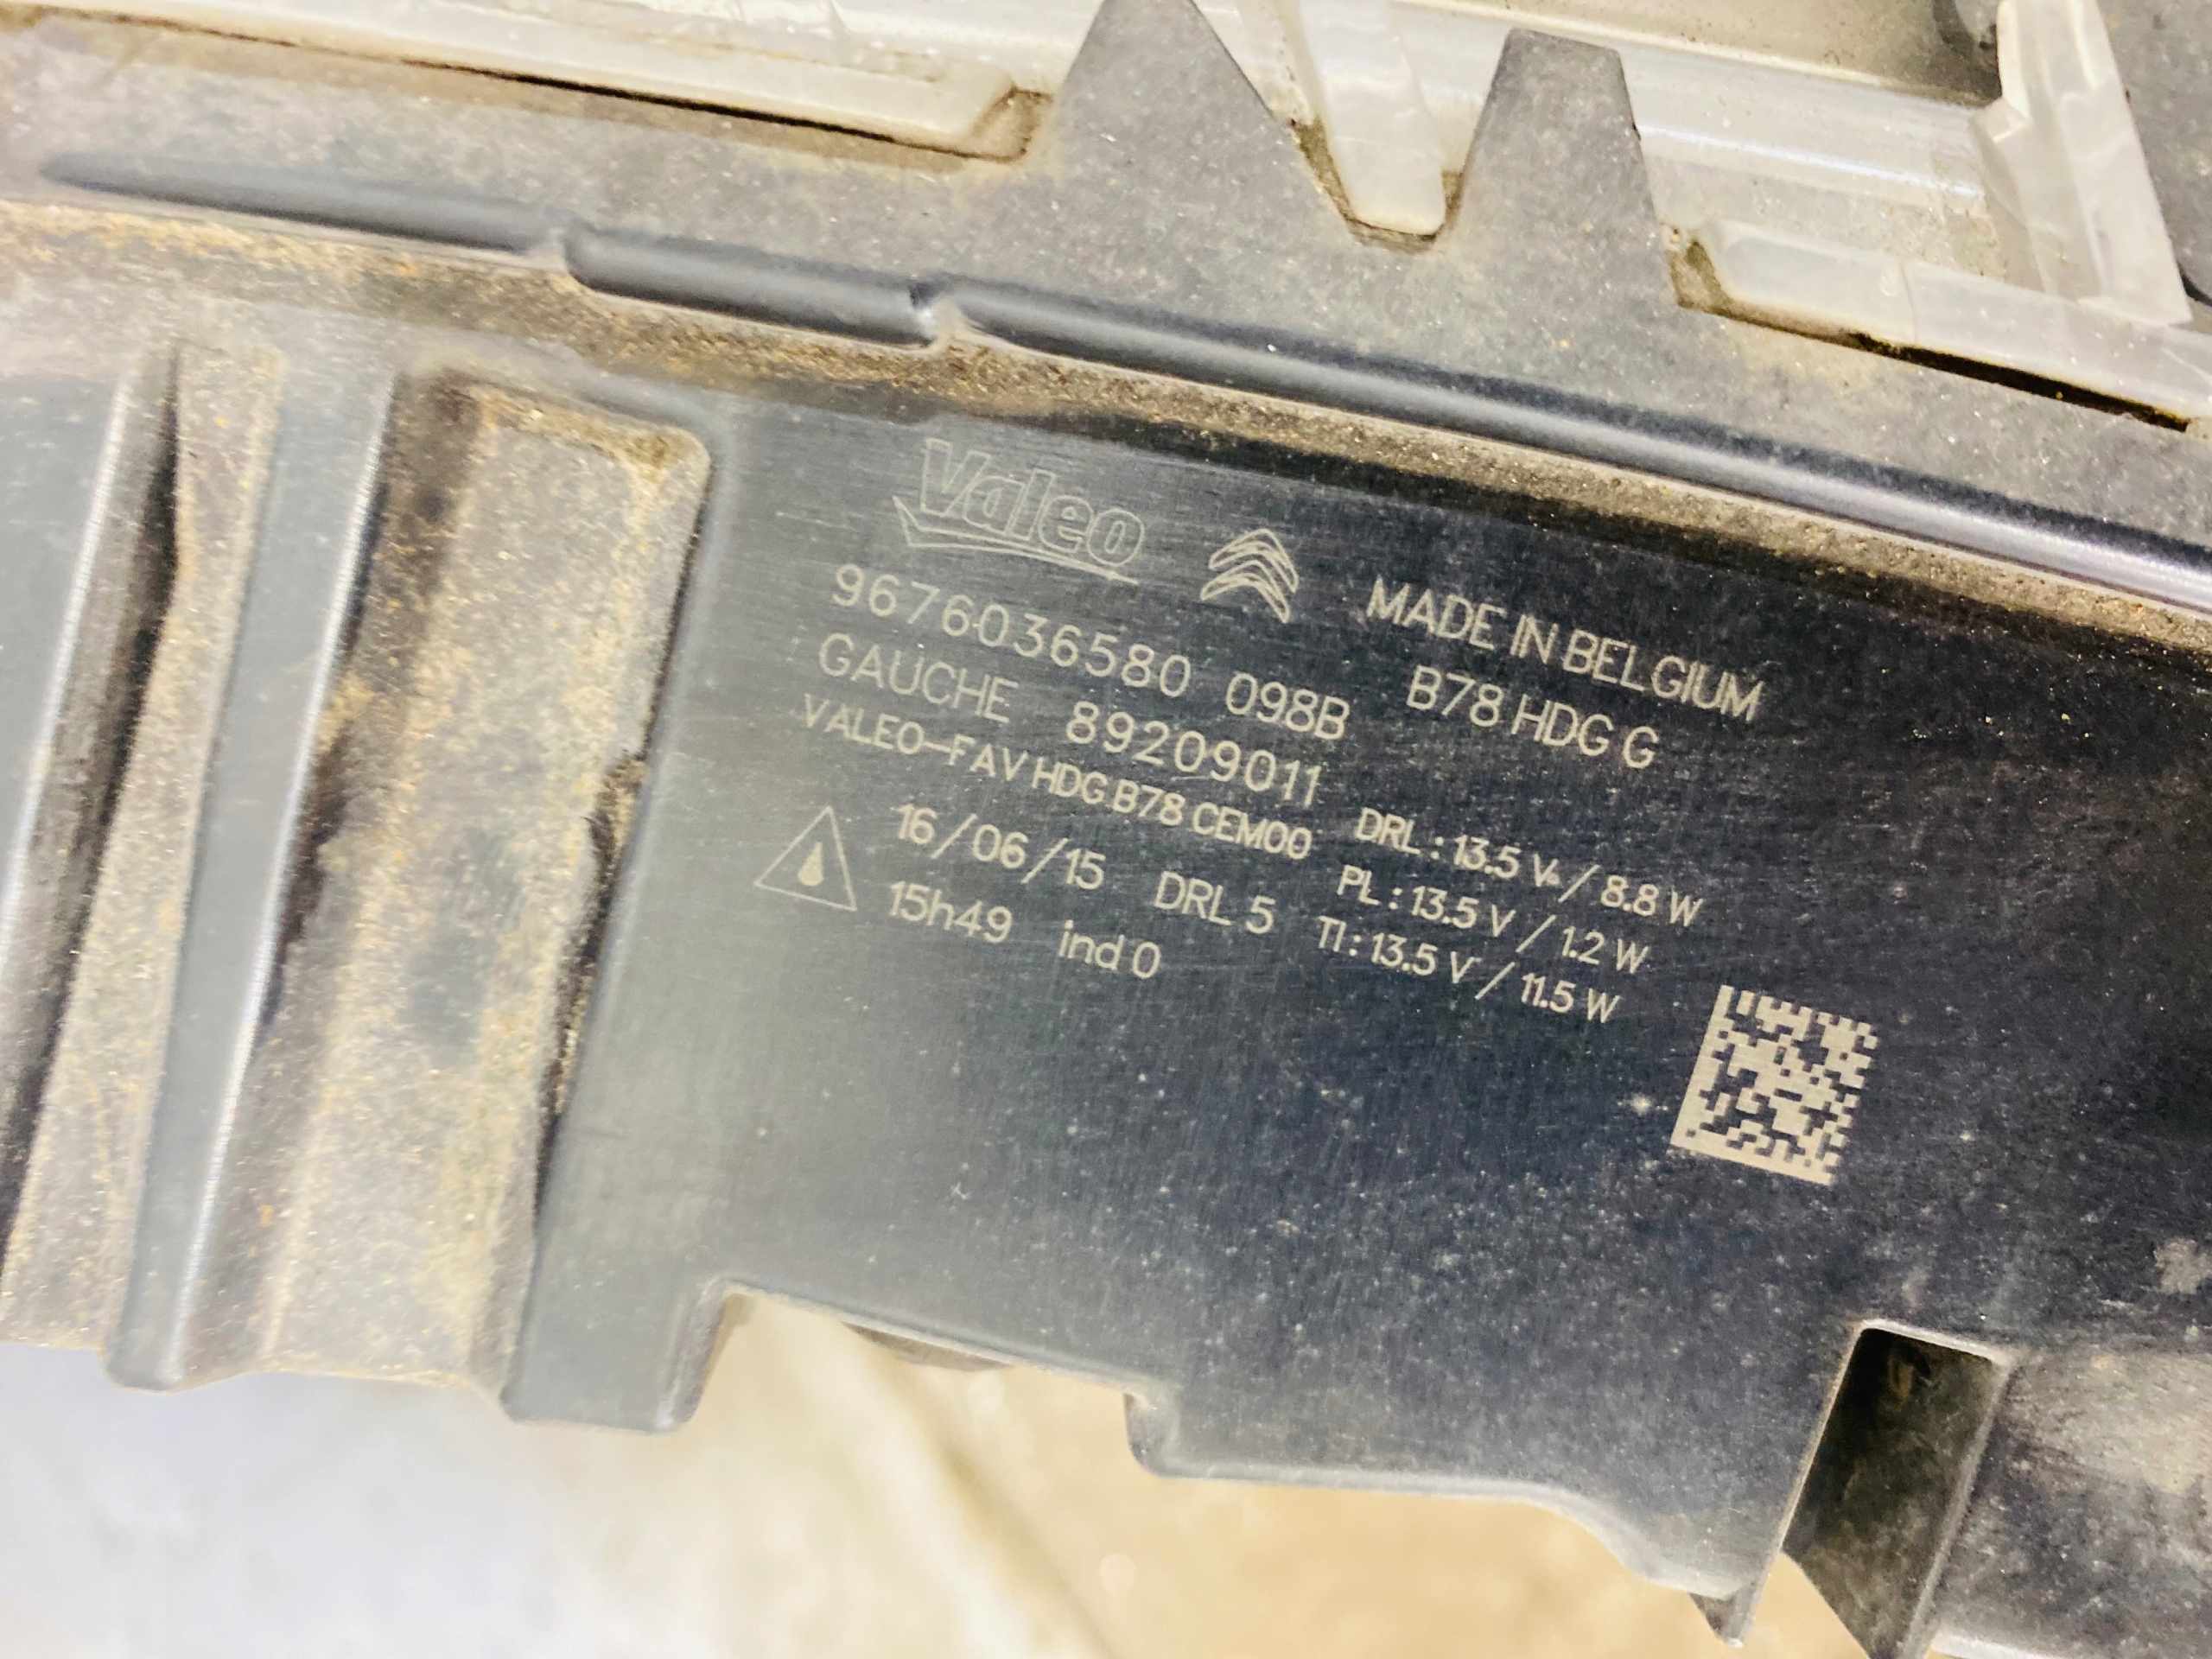 Valeo
MADE IN BELGIUM
9676036580 098B B78 HDG G
GAUCHE 89209011
VALEO-FAV HDG B78 CEM00 DRL : 13.5 V / 8.8 W
16/06/15 DRL 5 PL : 13.5 V / 1.2 W
15h49 ind 0 TI : 13.5 V / 11.5 W